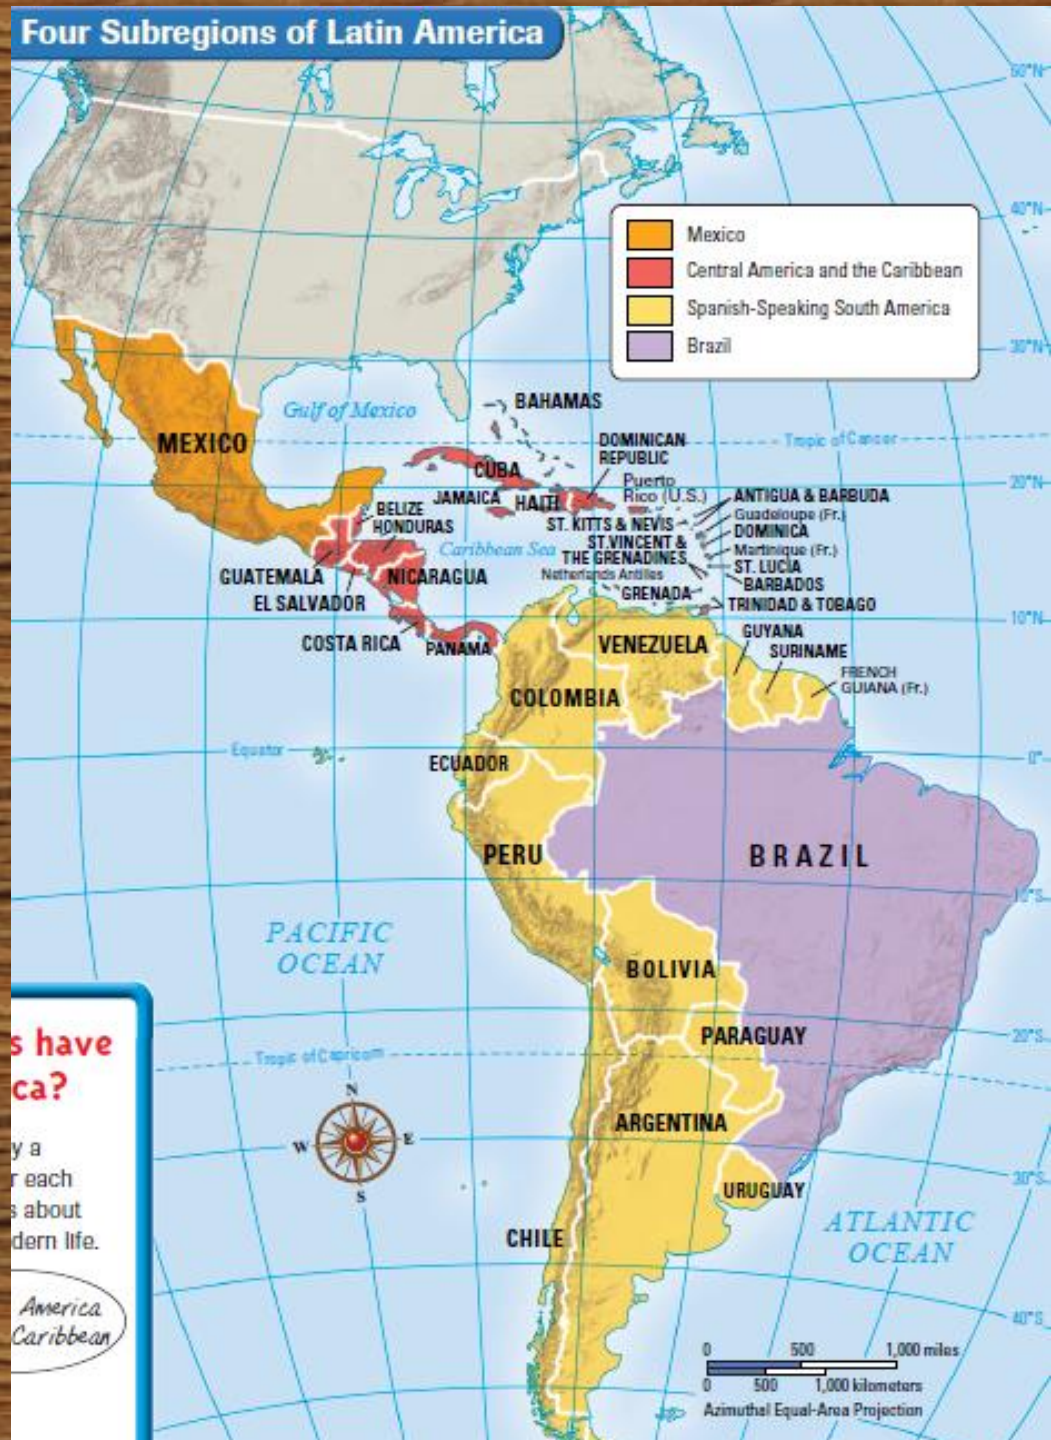 Four Subregions of Latin America
50°N
40°N
Mexico
Central America and the Caribbean
Spanish-Speaking South America
Brazil
30°N
Gulf of Mexico
BAHAMAS
Tropic of Cancer
MEXICO
DOMINICAN
REPUBLIC
CUBA
20°N
Puerto
Rico (U.S.)
JAMAICA
HAITI
ANTIGUA & BARBUDA
BELIZE
Guadeloupe (Fr.)
HONDURAS
ST. KITTS & NEVIS
DOMINICA
Caribbean Sea
ST. VINCENT &
THE GRENADINES
Martinique (Fr.)
ST. LUCIA
GUATEMALA
NICARAGUA
Netherlands Antilles
BARBADOS
EL SALVADOR
GRENADA
TRINIDAD & TOBAGO
10°N
COSTA RICA
PANAMA
VENEZUELA
GUYANA
SURINAME
FRENCH
GUIANA (Fr.)
COLOMBIA
Equator
0°
ECUADOR
PERU
BRAZIL
10°S
PACIFIC
OCEAN
BOLIVIA
20°S
PARAGUAY
Tropic of Capricorn
N
W
E
S
ARGENTINA
30°S
URUGUAY
ATLANTIC
OCEAN
CHILE
40°S
0 500 1,000 miles
0 500 1,000 kilometers
Azimuthal Equal-Area Projection
s have
ca?
y a
r each
s about
dern life.
America
Caribbean